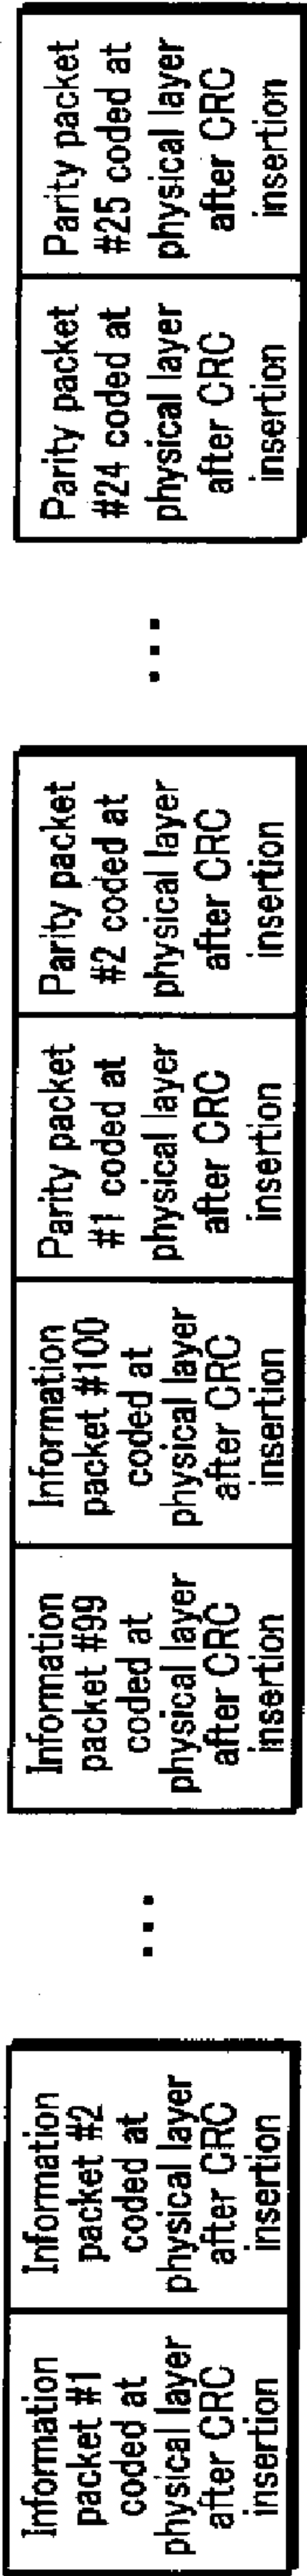 Information
packet #1
coded at
physical layer
after CRC
insertion
Information
packet #2
coded at
physical layer
after CRC
insertion
...
Information
packet #99
coded at
physical layer
after CRC
insertion
Information
packet #100
coded at
physical layer
after CRC
insertion
Parity packet
#1 coded at
physical layer
after CRC
insertion
Parity packet
#2 coded at
physical layer
after CRC
insertion
...
Parity packet
#24 coded at
physical layer
after CRC
insertion
Parity packet
#25 coded at
physical layer
after CRC
insertion